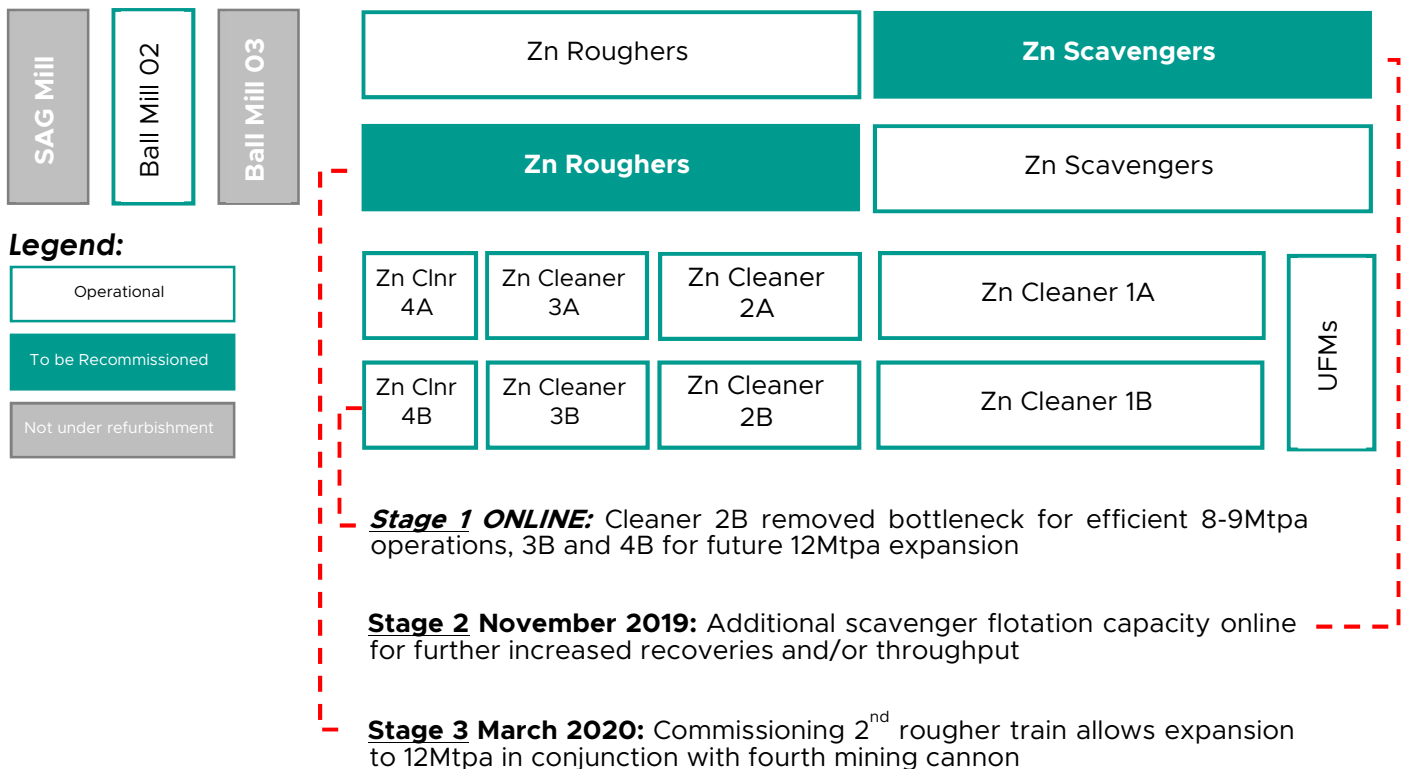 SAG Mill
Ball Mill 02
Ball Mill 03
Zn Roughers
Zn Scavengers
Zn Roughers
Zn Scavengers
Legend:
Operational
To be Recommissioned
Not under refurbishment
Zn Clnr
4A
Zn Cleaner
3A
Zn Cleaner
2A
Zn Cleaner 1A
UFMs
Zn Clnr
4B
Zn Cleaner
3B
Zn Cleaner
2B
Zn Cleaner 1B
Stage 1 ONLINE: Cleaner 2B removed bottleneck for efficient 8-9Mtpa
operations, 3B and 4B for future 12Mtpa expansion
Stage 2 November 2019: Additional scavenger flotation capacity online
for further increased recoveries and/or throughput
Stage 3 March 2020: Commissioning 2nd rougher train allows expansion
to 12Mtpa in conjunction with fourth mining cannon